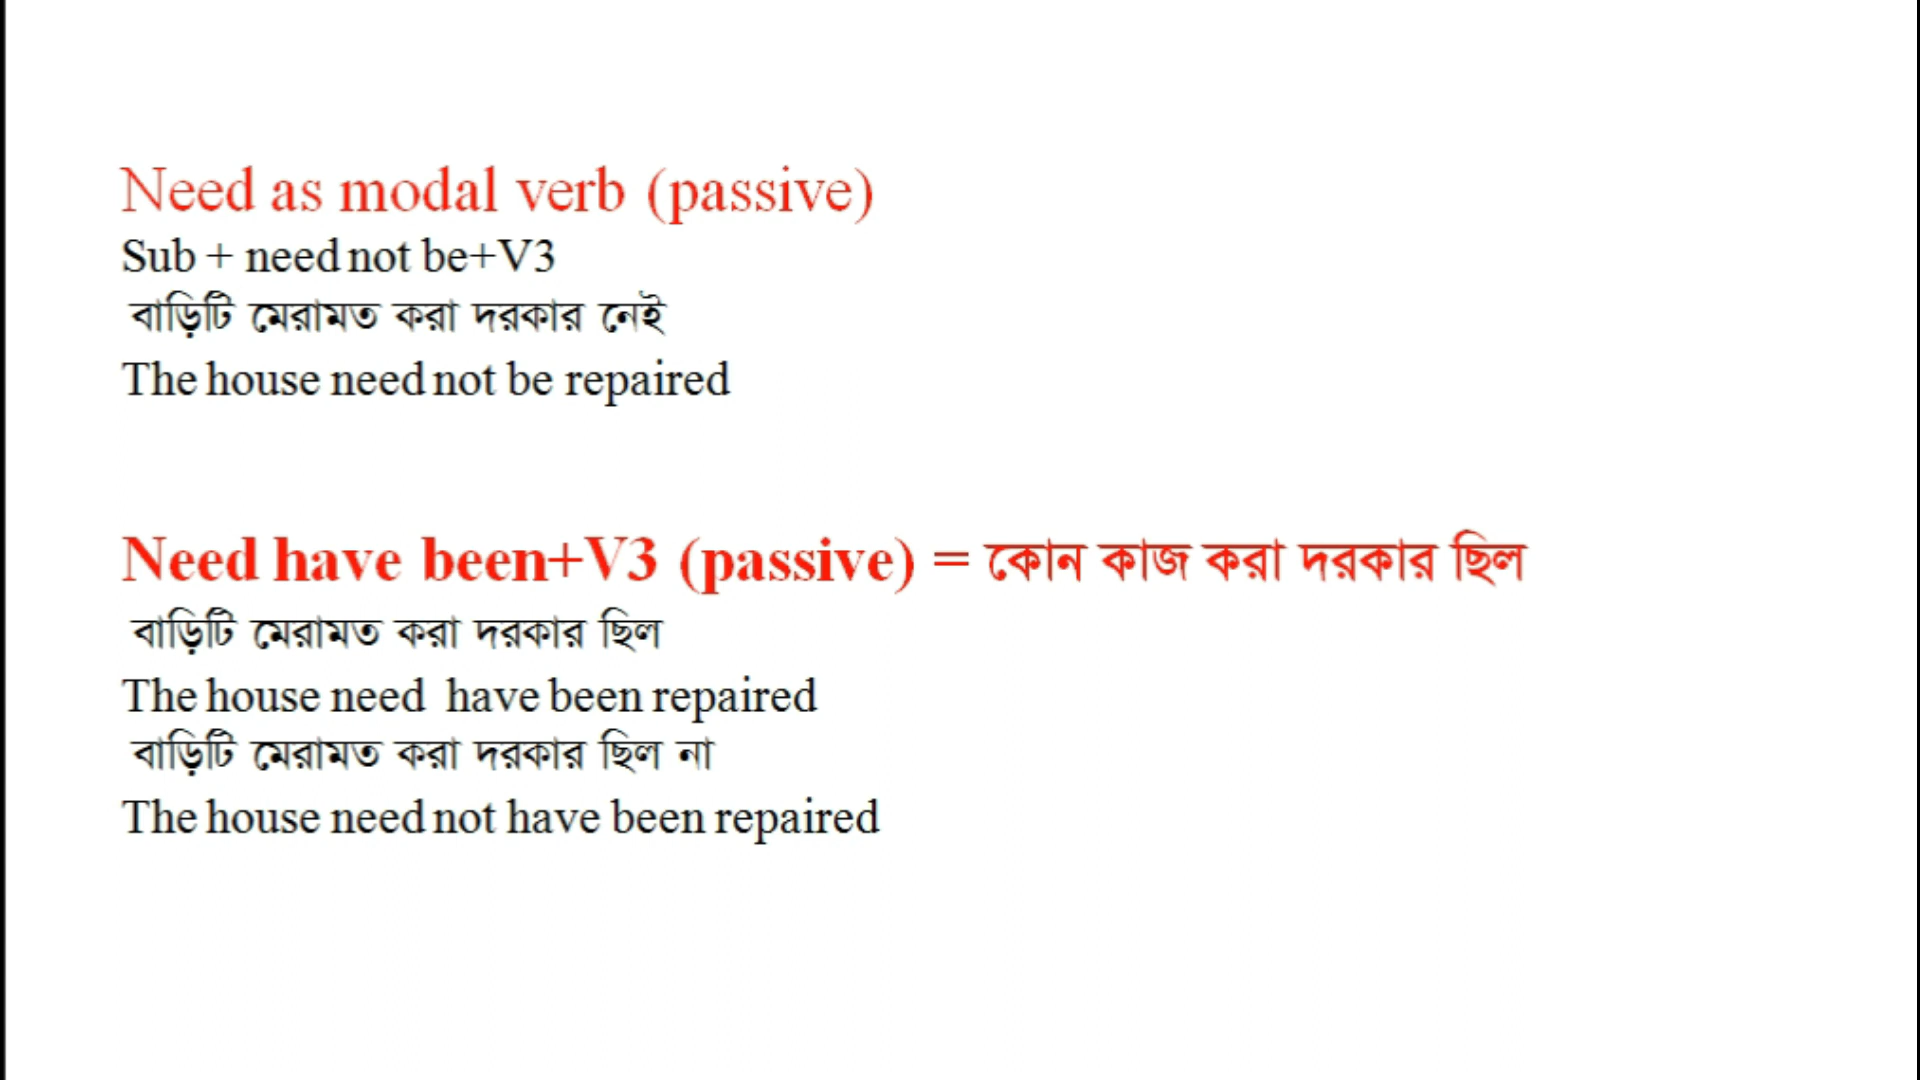 Need as modal verb (passive)
Sub + need not be+V3
বাড়িটি মেরামত করা দরকার নেই
The house need not be repaired
Need have been+V3 (passive) = কোন কাজ করা দরকার ছিল
বাড়িটি মেরামত করা দরকার ছিল
The house need have been repaired
বাড়িটি মেরামত করা দরকার ছিল না
The house need not have been repaired